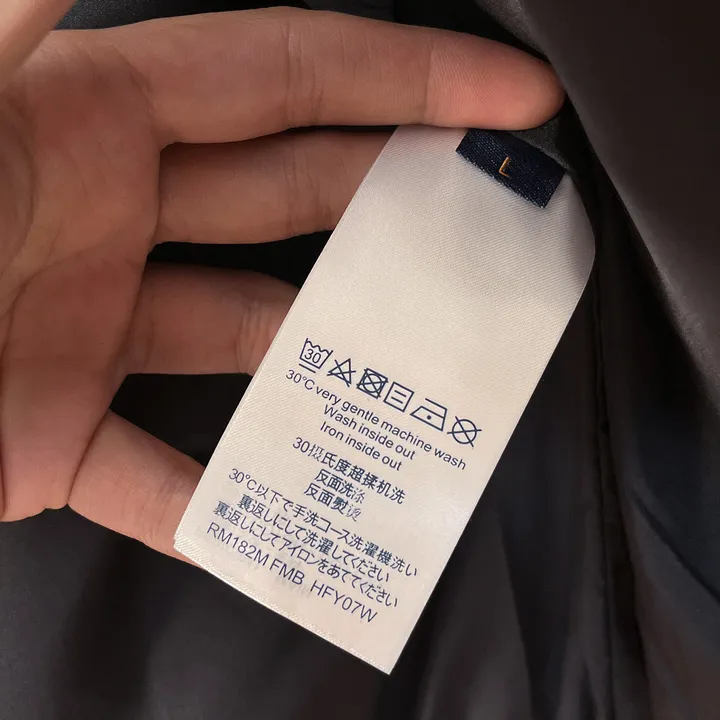 L
30
30°C very gentle machine wash
Wash inside out
Iron inside out
30摄氏度超揉机洗
反面洗涤
反面熨烫
30℃以下で手洗コース洗濯機洗い
裏返しにして洗濯してください
裏返しにしてアイロンをあててください
RM182M FMB HFY07W